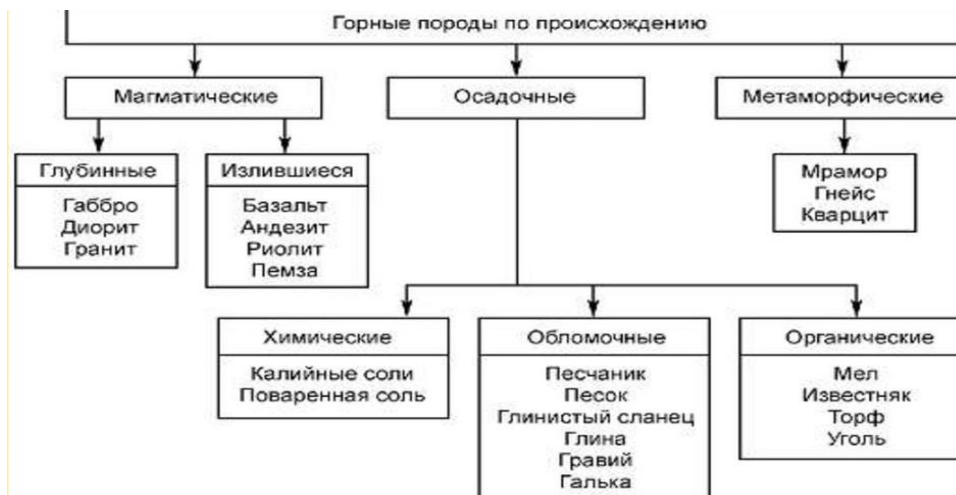 Горные породы по происхождению
Магматические
Осадочные
Метаморфические
Глубинные
Габбро
Диорит
Гранит
Излившиеся
Базальт
Андезит
Риолит
Пемза
Мрамор
Гнейс
Кварцит
Химические
Калийные соли
Поваренная соль
Обломочные
Песчаник
Песок
Глинистый сланец
Глина
Гравий
Галька
Органические
Мел
Известняк
Торф
Уголь